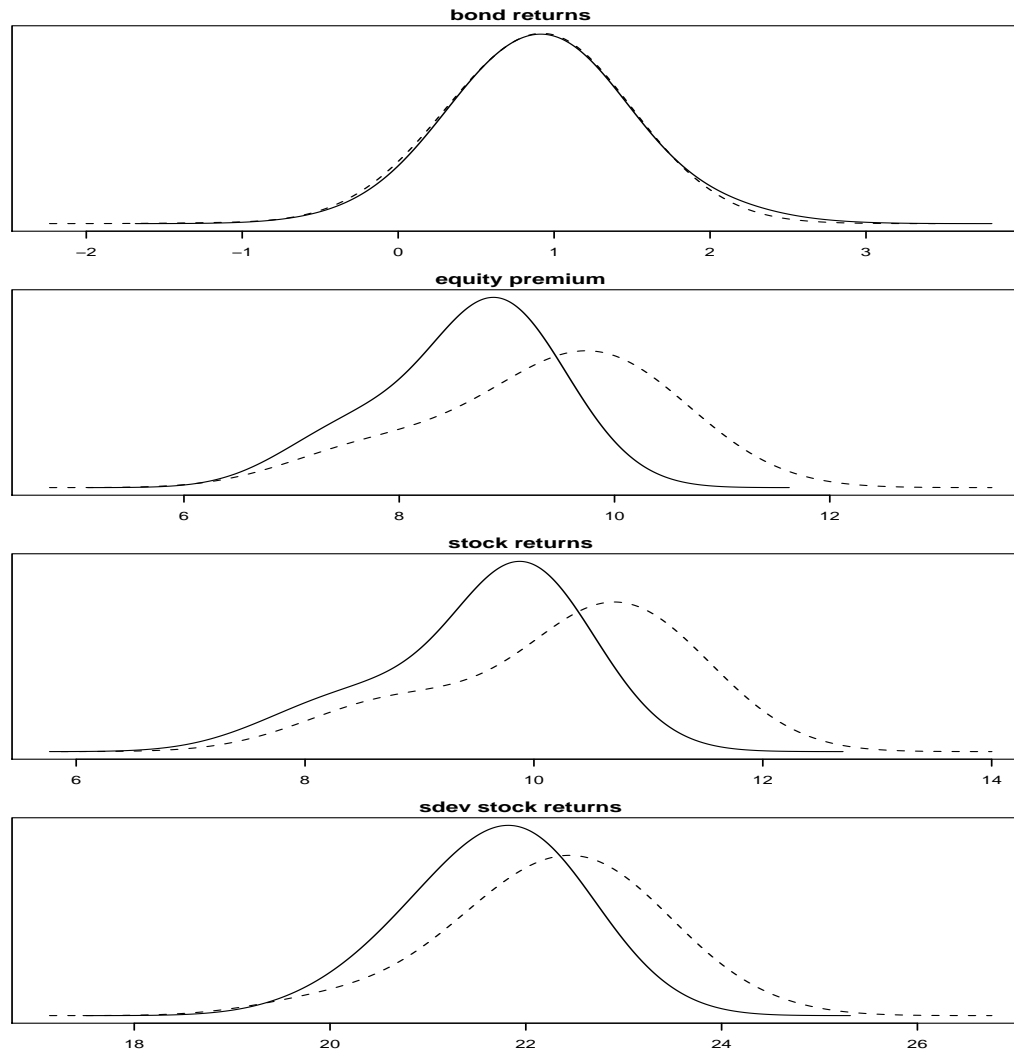 bond returns
−2 −1 0 1 2 3
equity premium
6 8 10 12
stock returns
6 8 10 12 14
sdev stock returns
18 20 22 24 26